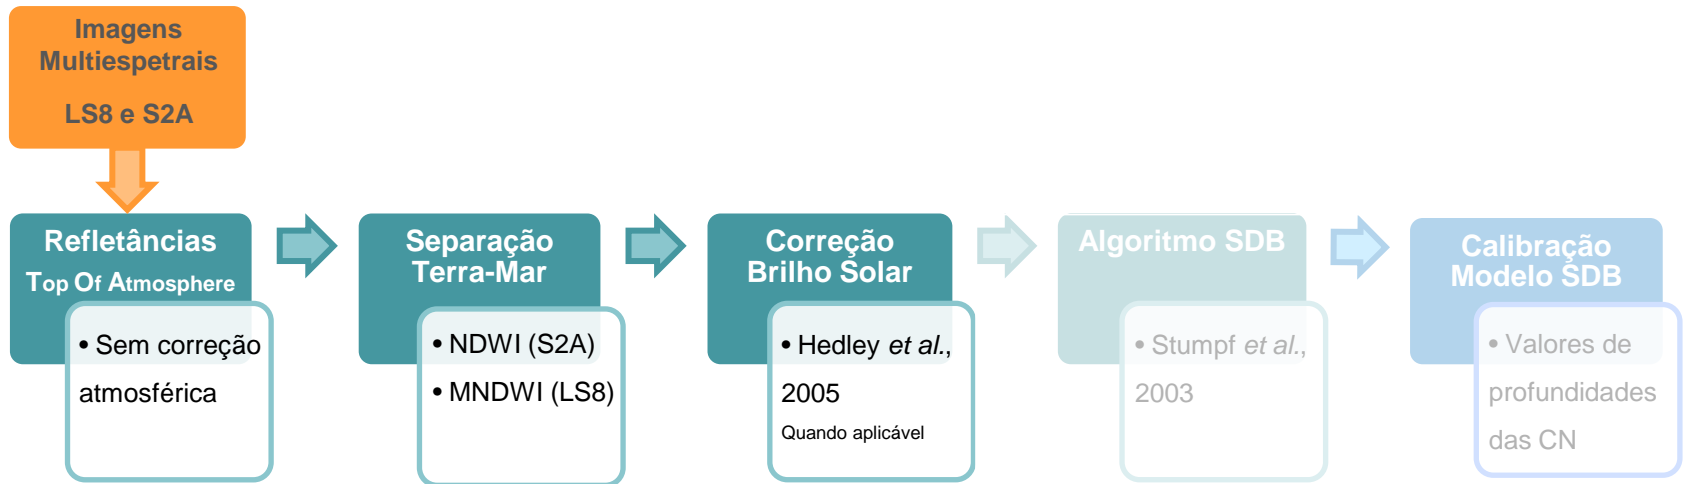 Imagens
Multiespetrais
LS8 e S2A
Refletâncias
Top Of Atmosphere
• Sem correção
atmosférica
Separação
Terra-Mar
• NDWI (S2A)
• MNDWI (LS8)
Correção
Brilho Solar
• Hedley et al.,
2005
Quando aplicável
Algoritmo SDB
• Stumpf et al.,
2003
Calibração
Modelo SDB
• Valores de
profundidades
das CN